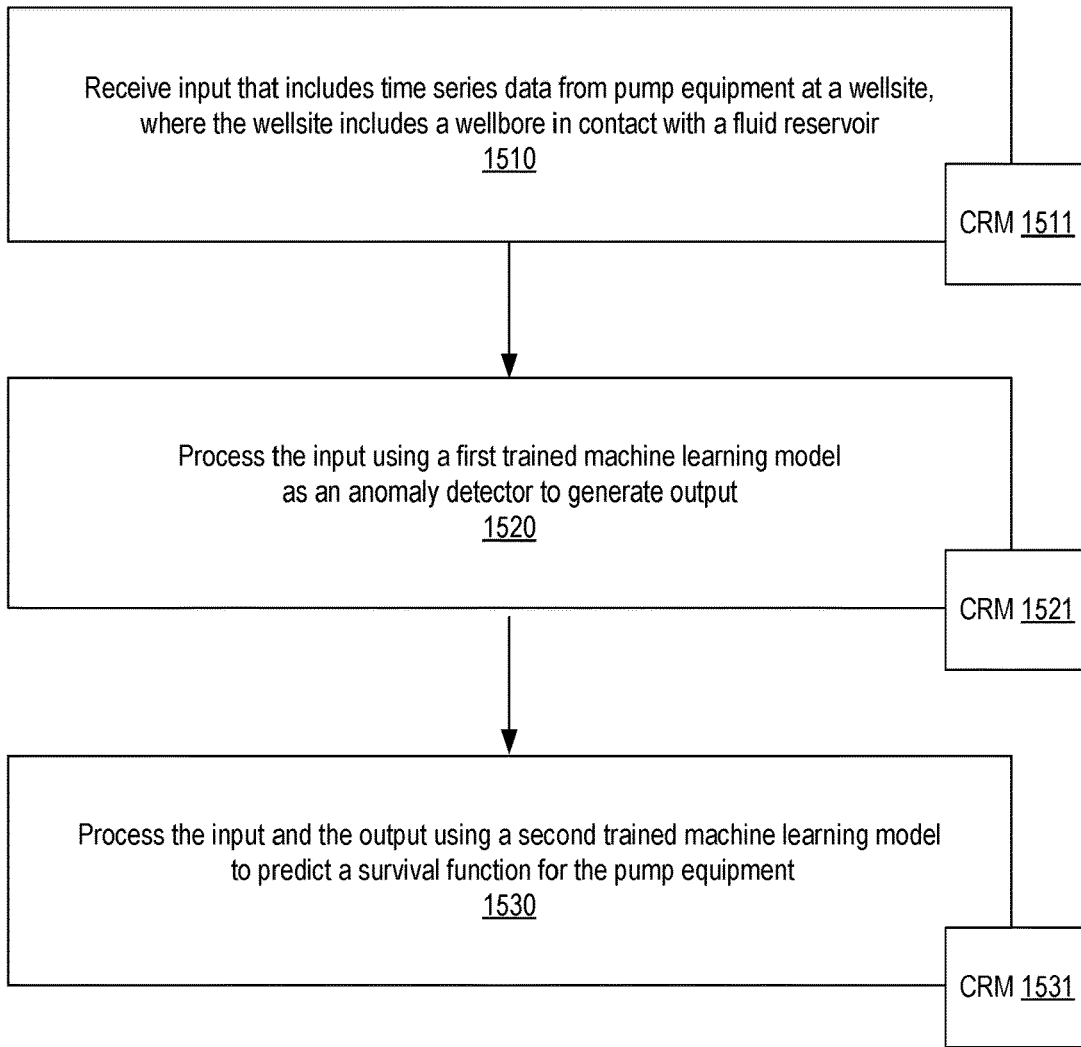 Receive input that includes time series data from pump equipment at a wellsite,
where the wellsite includes a wellbore in contact with a fluid reservoir
1510
CRM 1511
Process the input using a first trained machine learning model
as an anomaly detector to generate output
1520
CRM 1521
Process the input and the output using a second trained machine learning model
to predict a survival function for the pump equipment
1530
CRM 1531